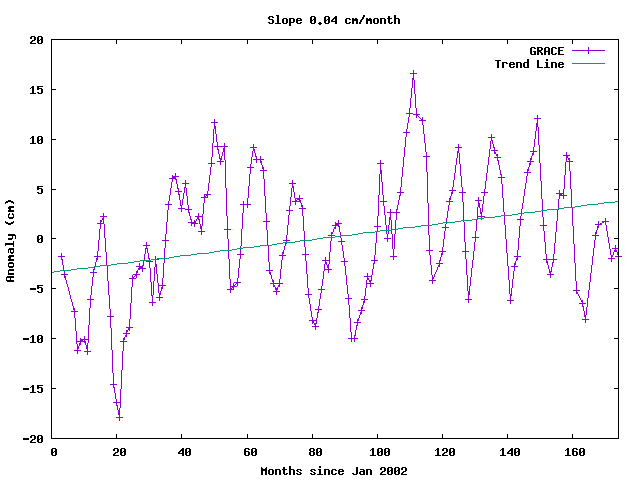 Slope 0.04 cm/month
20
GRACE
Trend Line
15
10
5
0
-5
-10
-15
-20
Anomaly (cm)
0 20 40 60 80 100 120 140 160
Months since Jan 2002